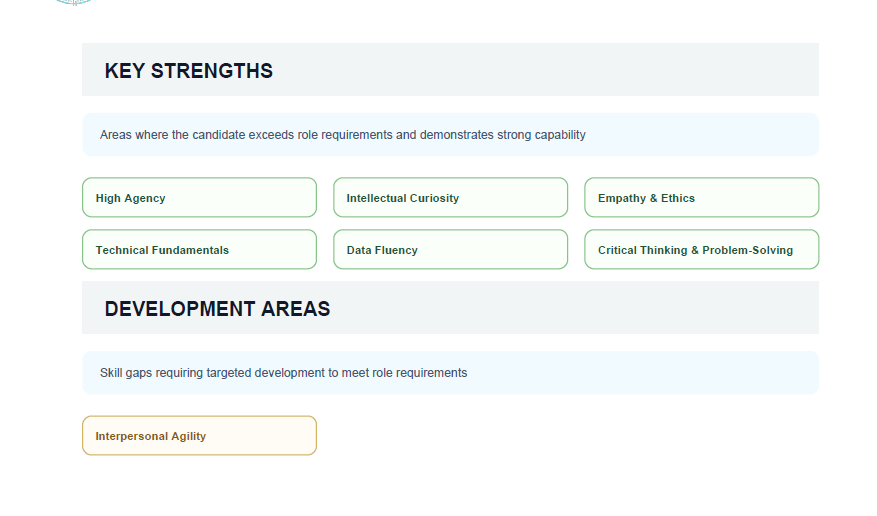 KEY STRENGTHS
Areas where the candidate exceeds role requirements and demonstrates strong capability
High Agency
Intellectual Curiosity
Empathy & Ethics
Technical Fundamentals
Data Fluency
Critical Thinking & Problem-Solving
DEVELOPMENT AREAS
Skill gaps requiring targeted development to meet role requirements
Interpersonal Agility